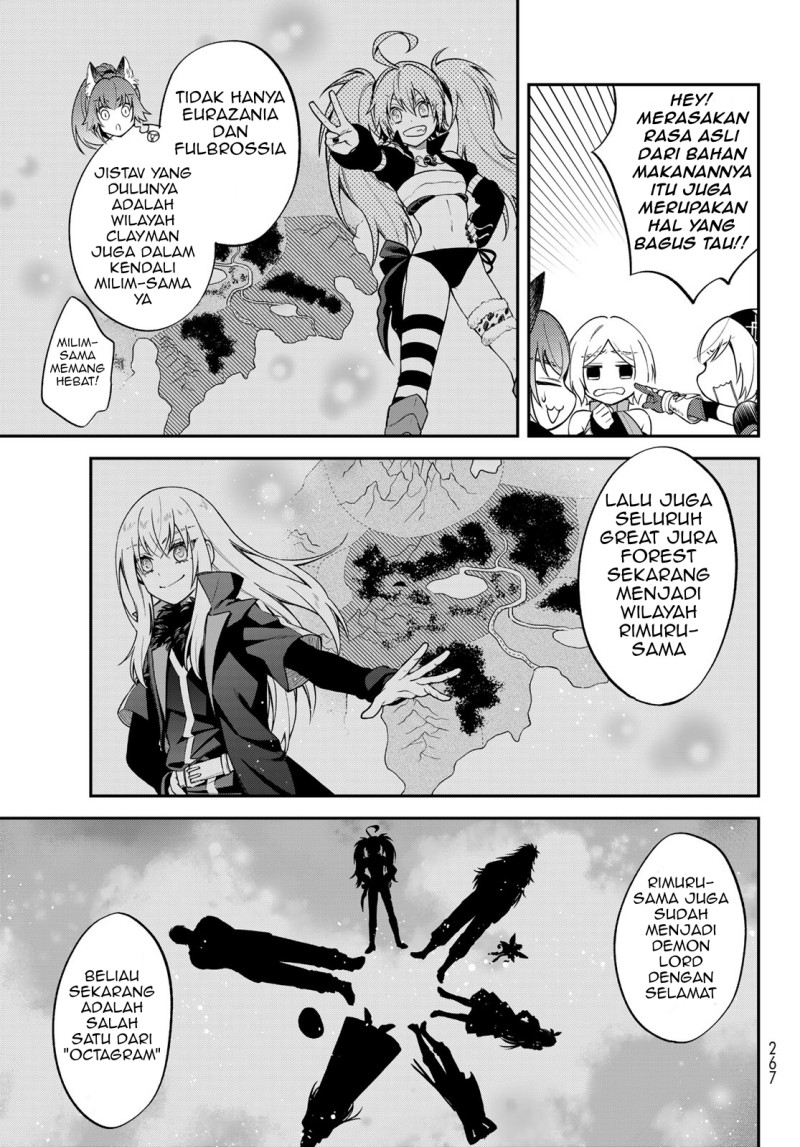 HEY!
MERASAKAN
RASA ASLI
DARI BAHAN
MAKANANNYA
ITU JUGA
MERUPAKAN
HAL YANG
BAGUS TAU!!
TIDAK HANYA
EURAZANIA
DAN
FULBROSSIA
JISTAV YANG
DULUNYA
ADALAH
WILAYAH
CLAYMAN
JUGA DALAM
KENDALI
MILIM-SAMA
YA
MILIM-
SAMA
MEMANG
HEBAT!
LALU JUGA
SELURUH
GREAT JURA
FOREST
SEKARANG
MENJADI
WILAYAH
RIMURU-
SAMA
RIMURU-
SAMA JUGA
SUDAH
MENJADI
DEMON
LORD
DENGAN
SELAMAT
BELIAU
SEKARANG
ADALAH
SALAH
SATU DARI
"OCTAGRAM"
267